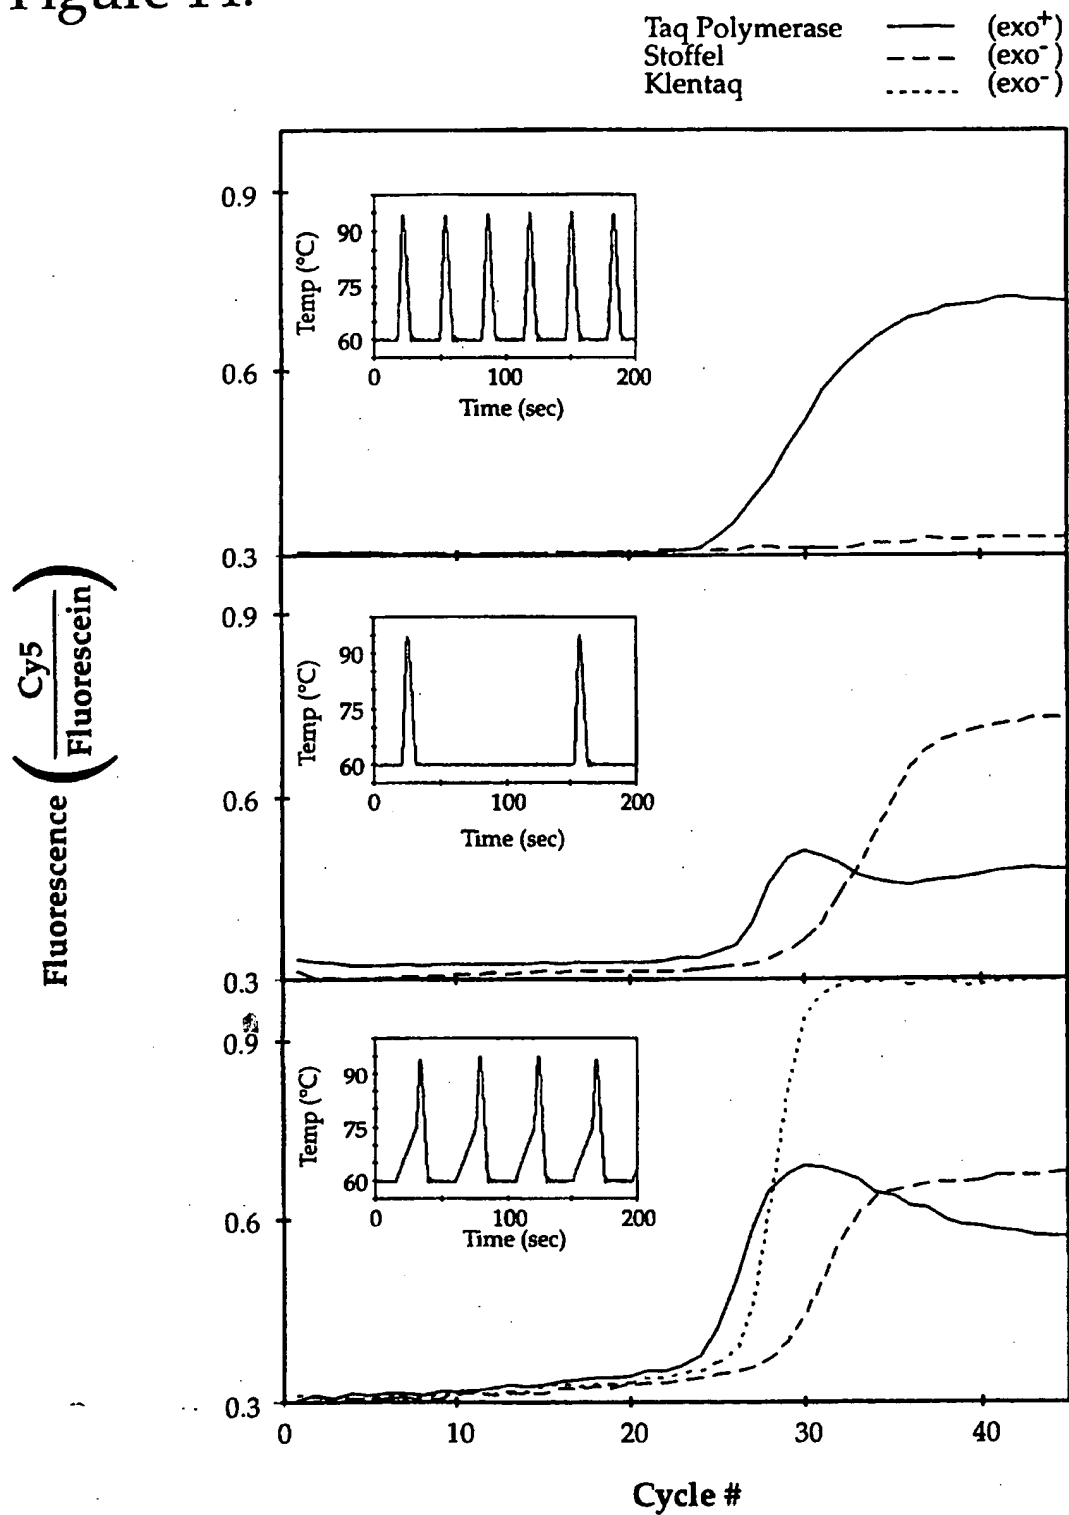 Figure 11.
Taq Polymerase (exo+)
Stoffel (exo-)
Klentaq (exo-)
Fluorescence (Cy5 / Fluorescein)
0.9
0.6
0.3
Temp (°C)
90
75
60
0 100 200
Time (sec)
0.9
0.6
0.3
Temp (°C)
90
75
60
0 100 200
Time (sec)
0.9
0.6
0.3
Temp (°C)
90
75
60
0 100 200
Time (sec)
0 10 20 30 40
Cycle #